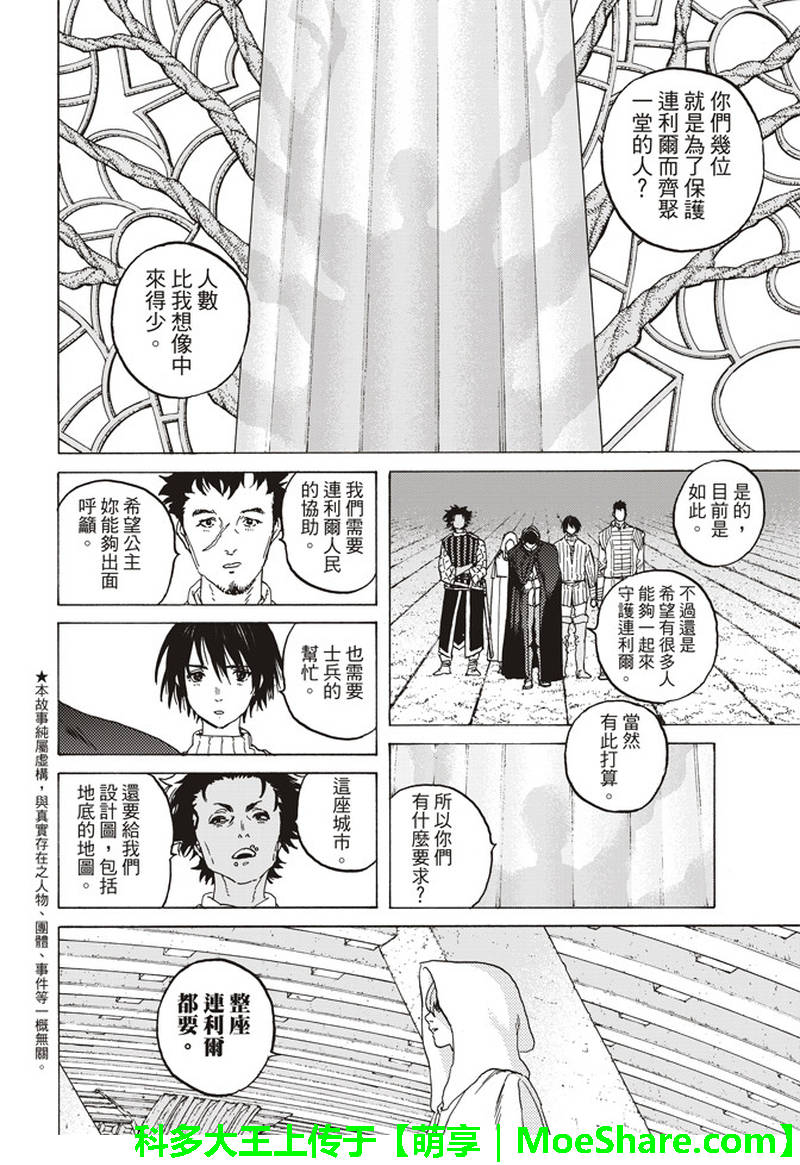 你們幾位
就是為了保護
連利爾而齊聚
一堂的人？
人數
比我想像中
來得少。
是的，
目前是
如此。
不過還是
希望有很多人
能夠一起來
守護連利爾。
我們需要
連利爾人民
的協助。
希望公主
妳能夠出面
呼籲。
也需要
士兵的
幫忙。
當然
有此打算。
所以你們
有什麼要求？
這座城市。
還要給我們
設計圖，包括
地底的地圖。
整座
連利爾
都要。
★本故事純屬虛構，與真實存在之人物、團體、事件等一概無關。
科多大王上传于【萌享】|MoeShare.com】